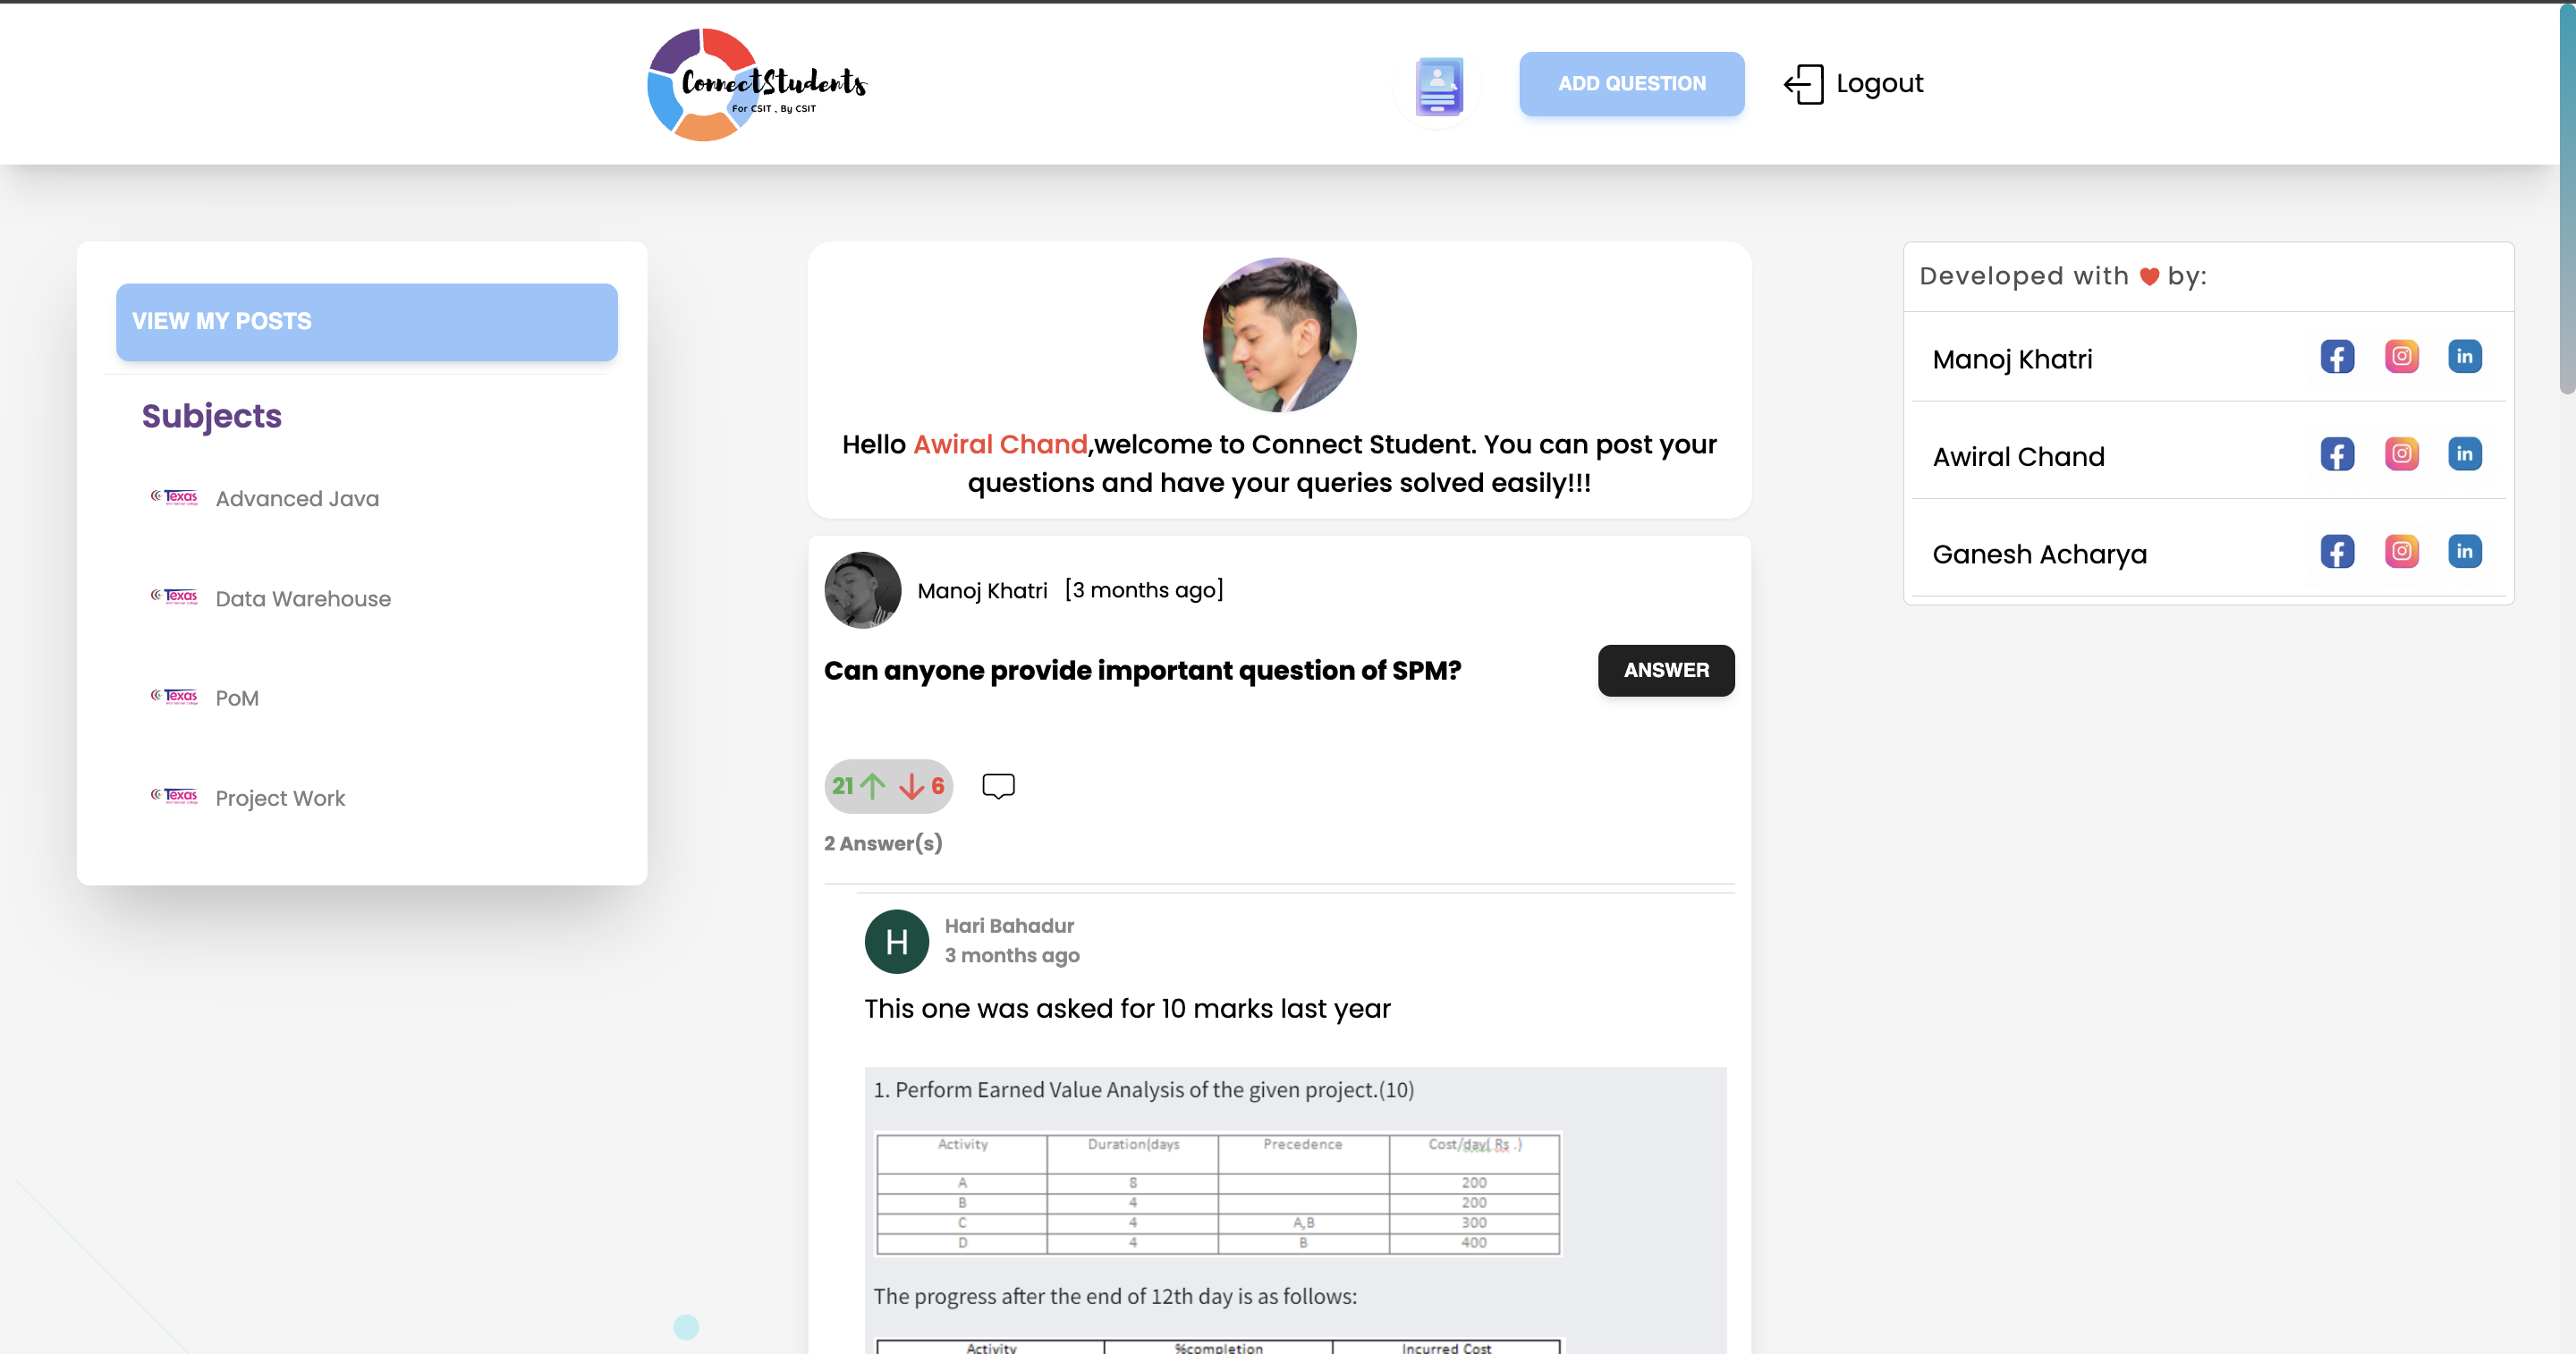 ConnectStudents
For CSIT , By CSIT
ADD QUESTION
Logout
VIEW MY POSTS
Subjects
Texas Advanced Java
Texas Data Warehouse
Texas PoM
Texas Project Work
Hello Awiral Chand,welcome to Connect Student. You can post your
questions and have your queries solved easily!!!
Manoj Khatri [3 months ago]
Can anyone provide important question of SPM?
ANSWER
21 6
2 Answer(s)
H
Hari Bahadur
3 months ago
This one was asked for 10 marks last year
1. Perform Earned Value Analysis of the given project.(10)
Activity Duration(days Precedence Cost/day( Rs .)
A 8 200
B 4 200
C 4 A,B 300
D 4 B 400
The progress after the end of 12th day is as follows:
Activity %completion Incurred Cost
Developed with by:
Manoj Khatri
Awiral Chand
Ganesh Acharya